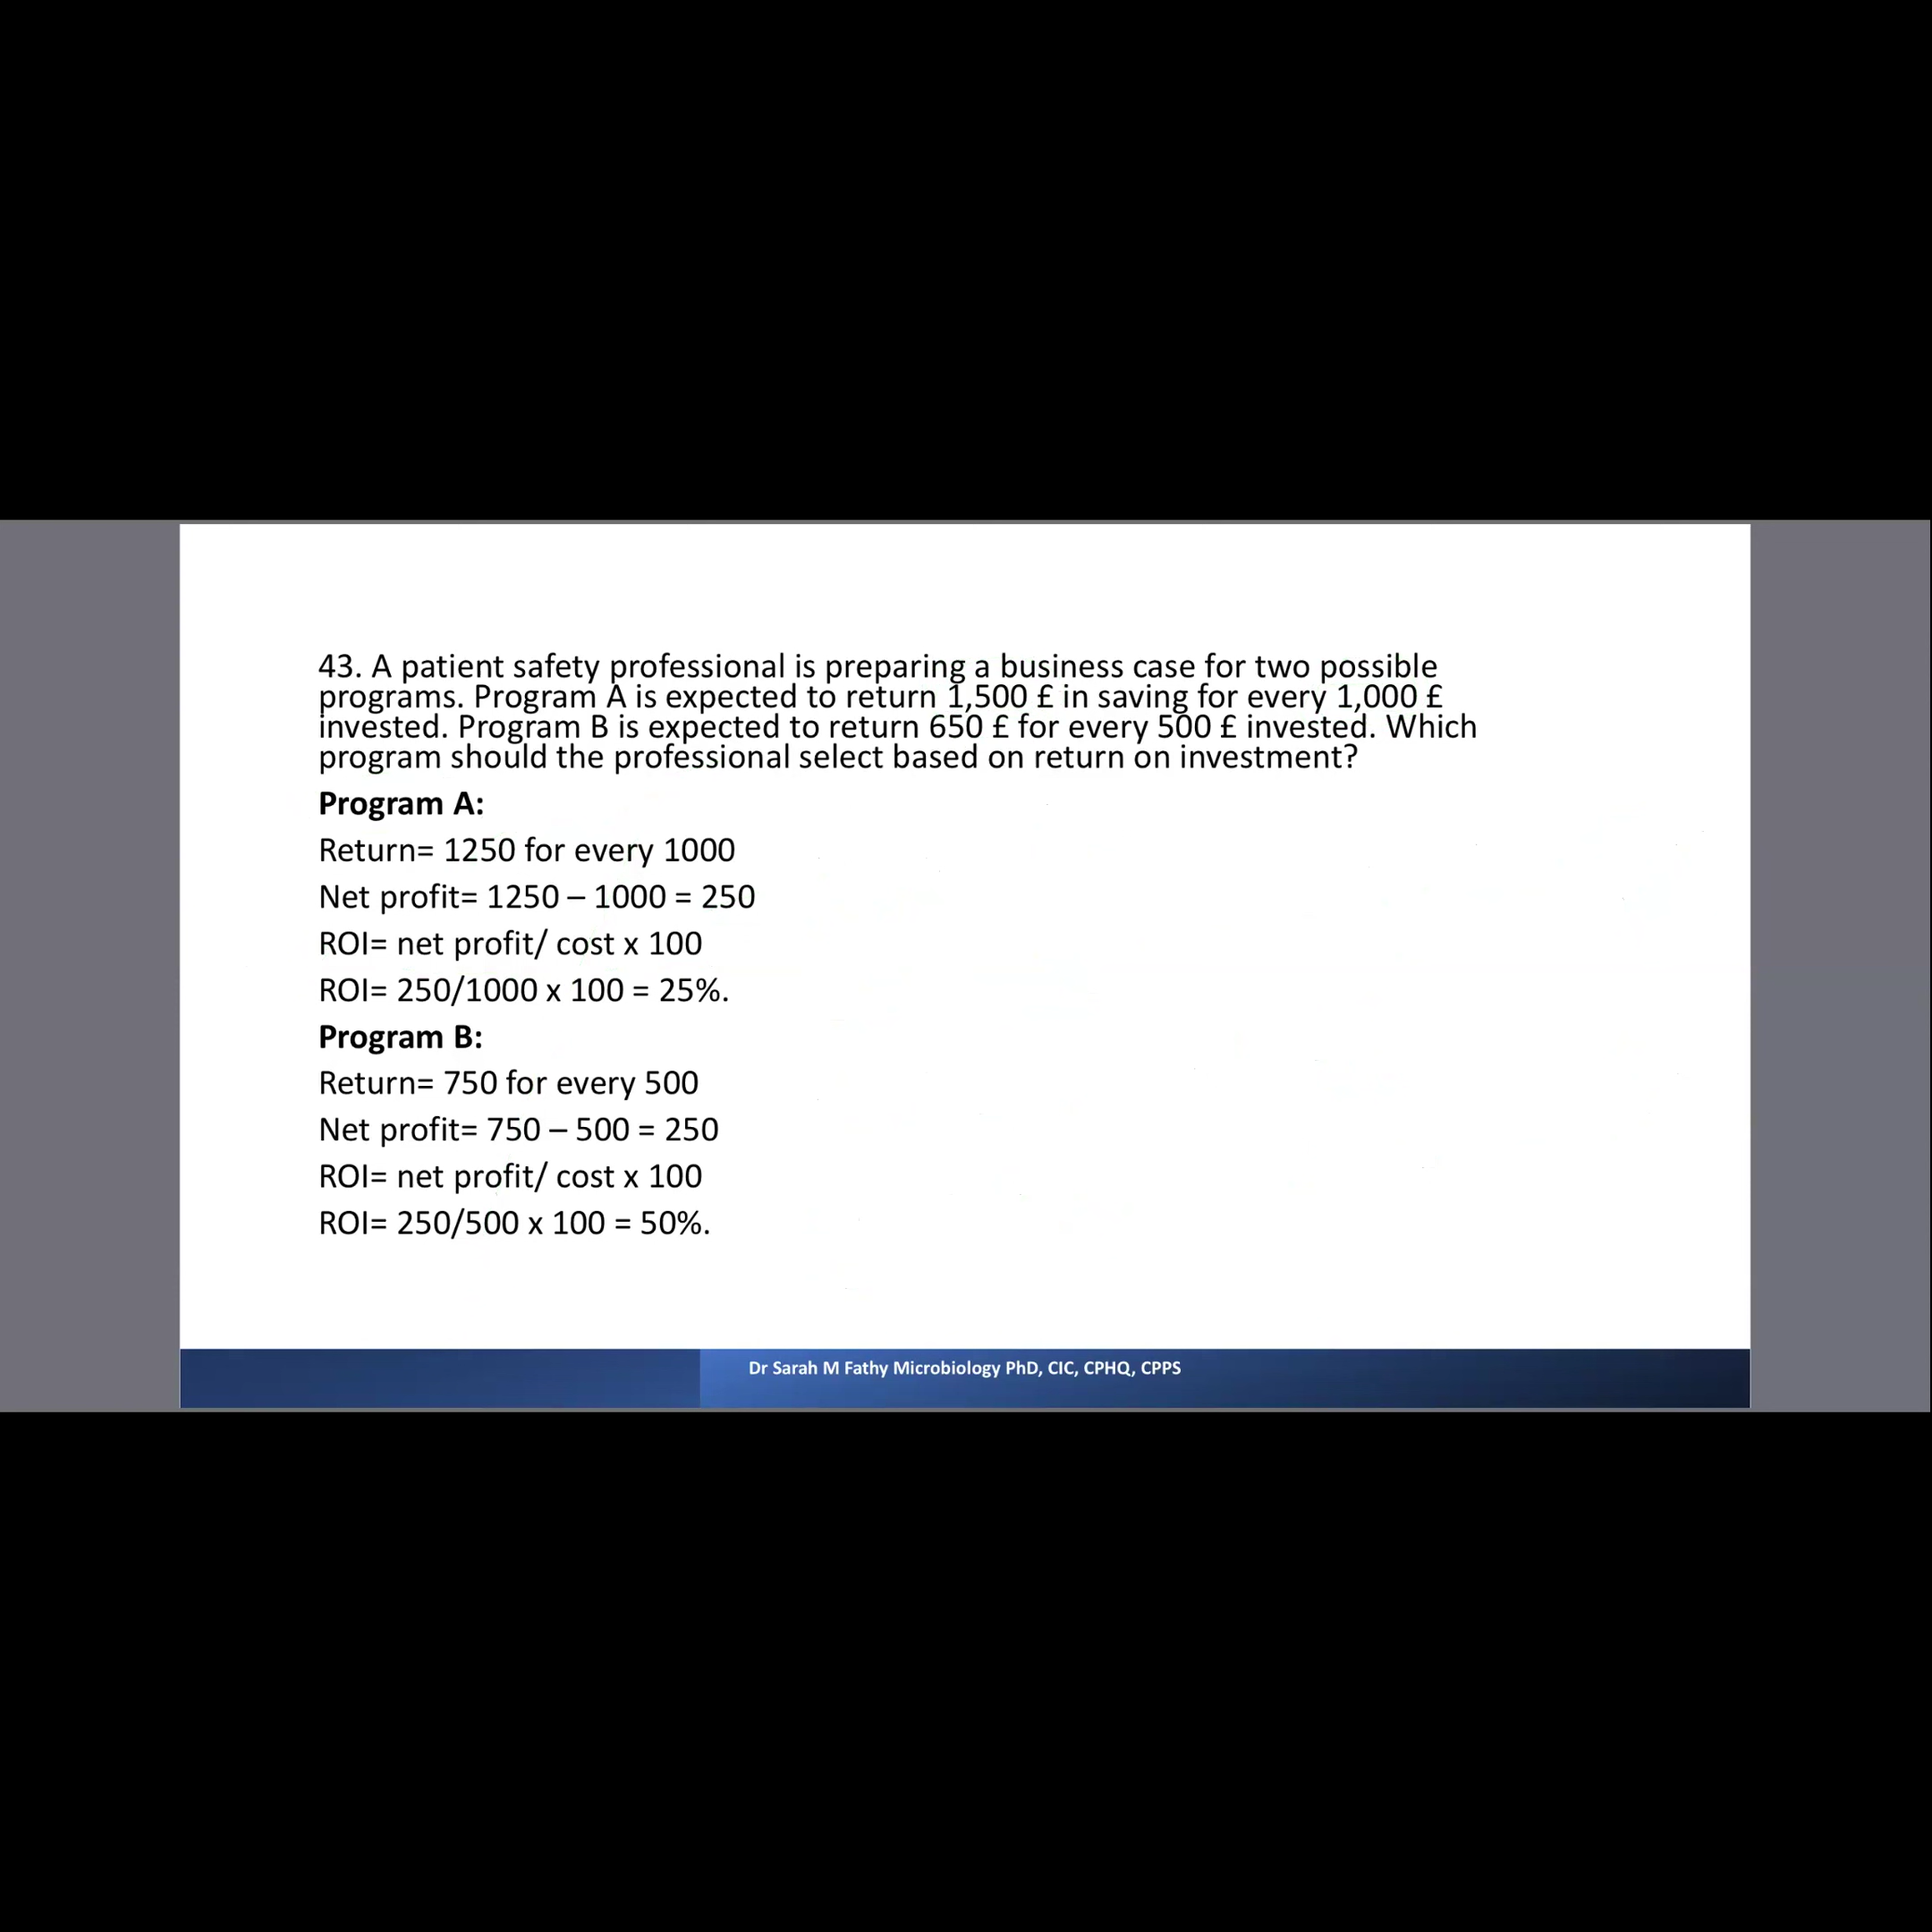 43. A patient safety professional is preparing a business case for two possible
programs. Program A is expected to return 1,500 £ in saving for every 1,000 £
invested. Program B is expected to return 650 £ for every 500 £ invested. Which
program should the professional select based on return on investment?
Program A:
Return= 1250 for every 1000
Net profit= 1250 – 1000 = 250
ROI= net profit/ cost x 100
ROI= 250/1000 x 100 = 25%.
Program B:
Return= 750 for every 500
Net profit= 750 – 500 = 250
ROI= net profit/ cost x 100
ROI= 250/500 x 100 = 50%.
Dr Sarah M Fathy Microbiology PhD, CIC, CPHQ, CPPS